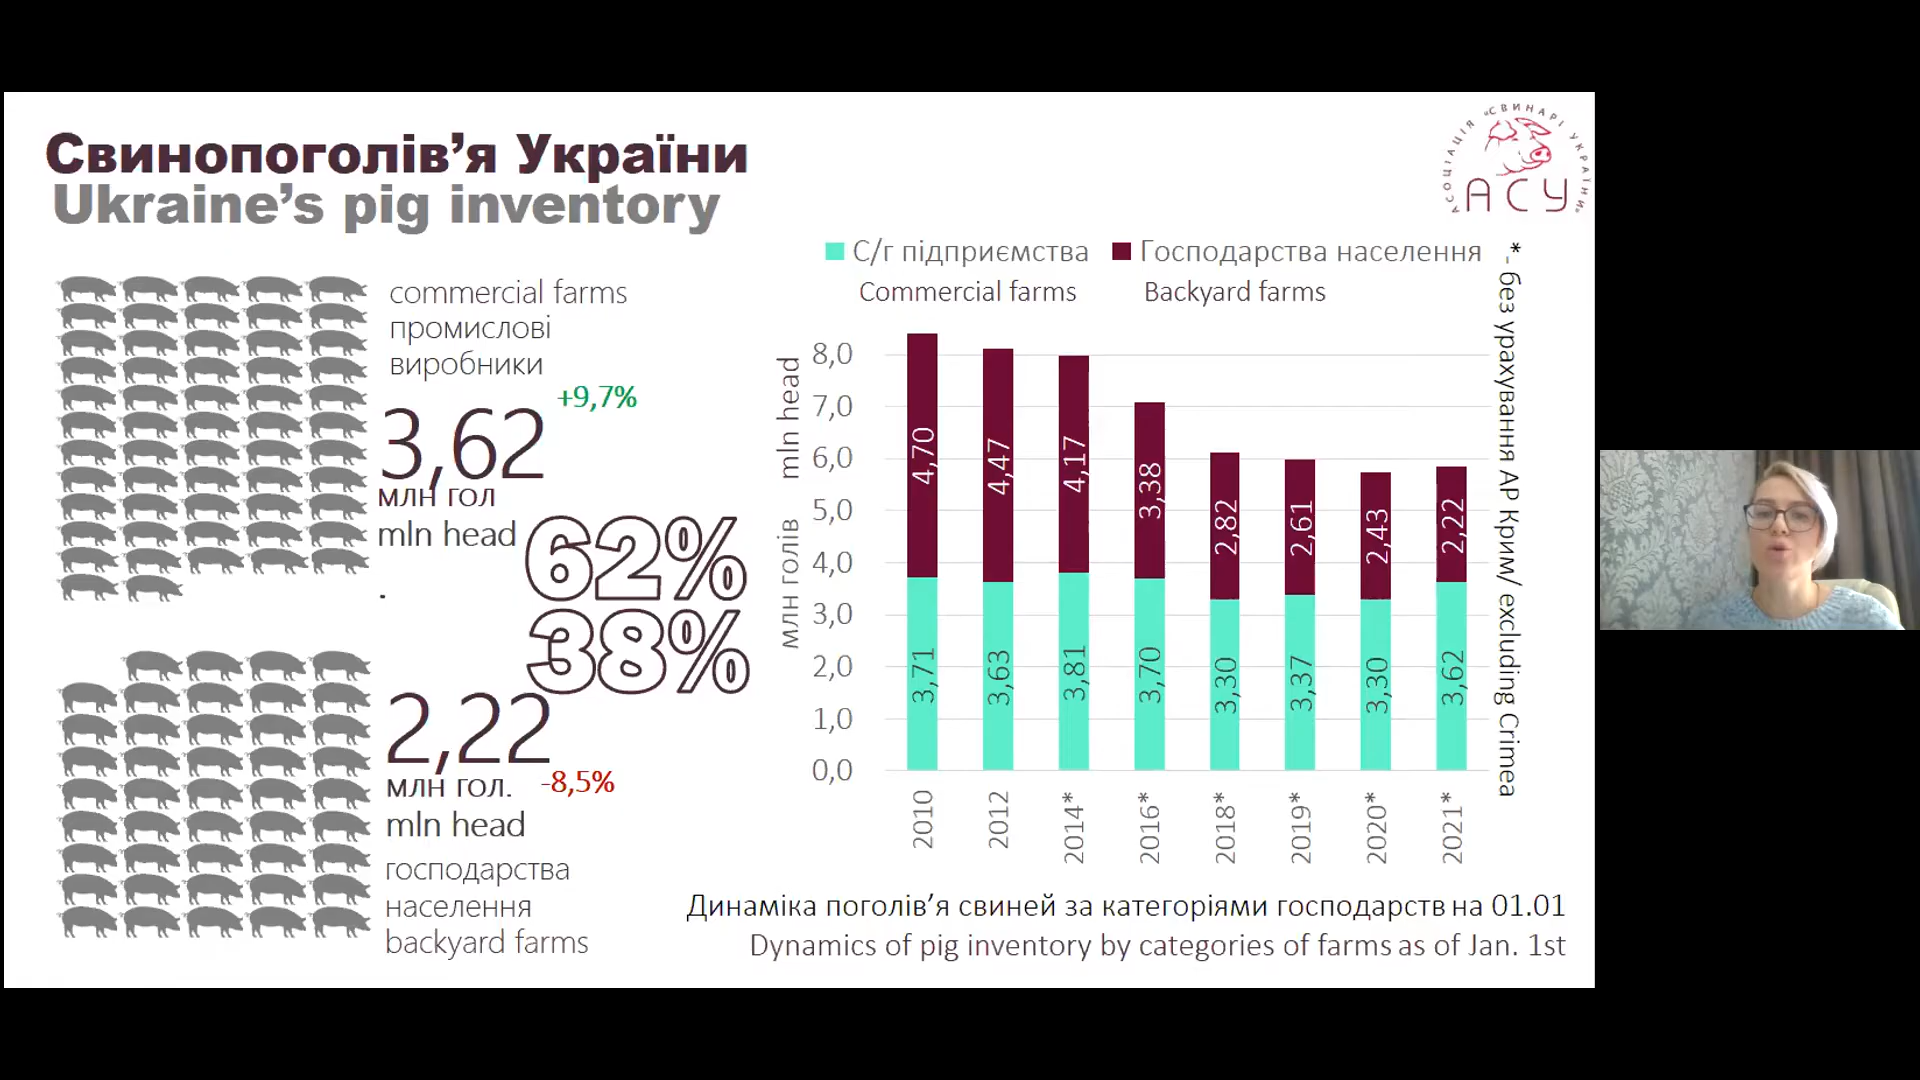 Свинопоголів’я України
Ukraine’s pig inventory
АСОЦІАЦІЯ «СВИНАРІ УКРАЇНИ»
АСУ
commercial farms
промислові
виробники
+9,7%
3,62
млн гол
mln head
62%
38%
2,22
млн гол.
-8,5%
mln head
господарства
населення
backyard farms
С/г підприємства
Commercial farms
Господарства населення
Backyard farms
млн голів mln head
8,0
7,0
6,0
5,0
4,0
3,0
2,0
1,0
0,0
4,70
4,47
4,17
3,38
2,82
2,61
2,43
2,22
3,71
3,63
3,81
3,70
3,30
3,37
3,30
3,62
2010
2012
2014*
2016*
2018*
2019*
2020*
2021*
*- без урахування АР Крим/ excluding Crimea
Динаміка поголів’я свиней за категоріями господарств на 01.01
Dynamics of pig inventory by categories of farms as of Jan. 1st